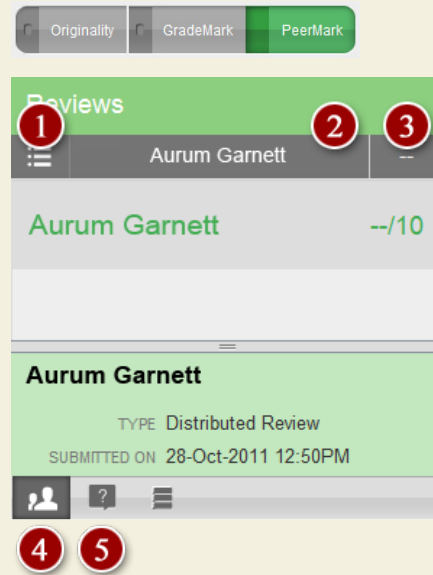 Originality GradeMark PeerMark
Reviews
1 2 3
Aurum Garnett --
Aurum Garnett --/10
Aurum Garnett
TYPE Distributed Review
SUBMITTED ON 28-Oct-2011 12:50PM
?
4 5